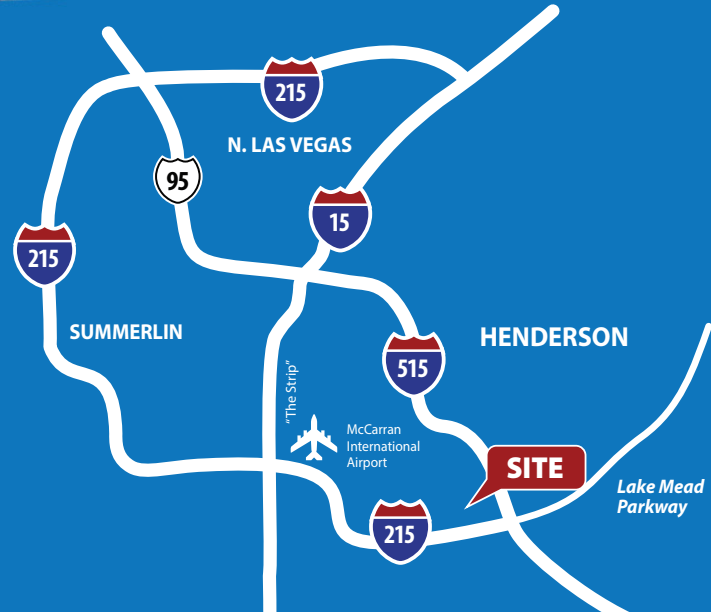 215
N. LAS VEGAS
95
15
215
SUMMERLIN
HENDERSON
515
"The Strip"
McCarran
International
Airport
SITE
Lake Mead
Parkway
215